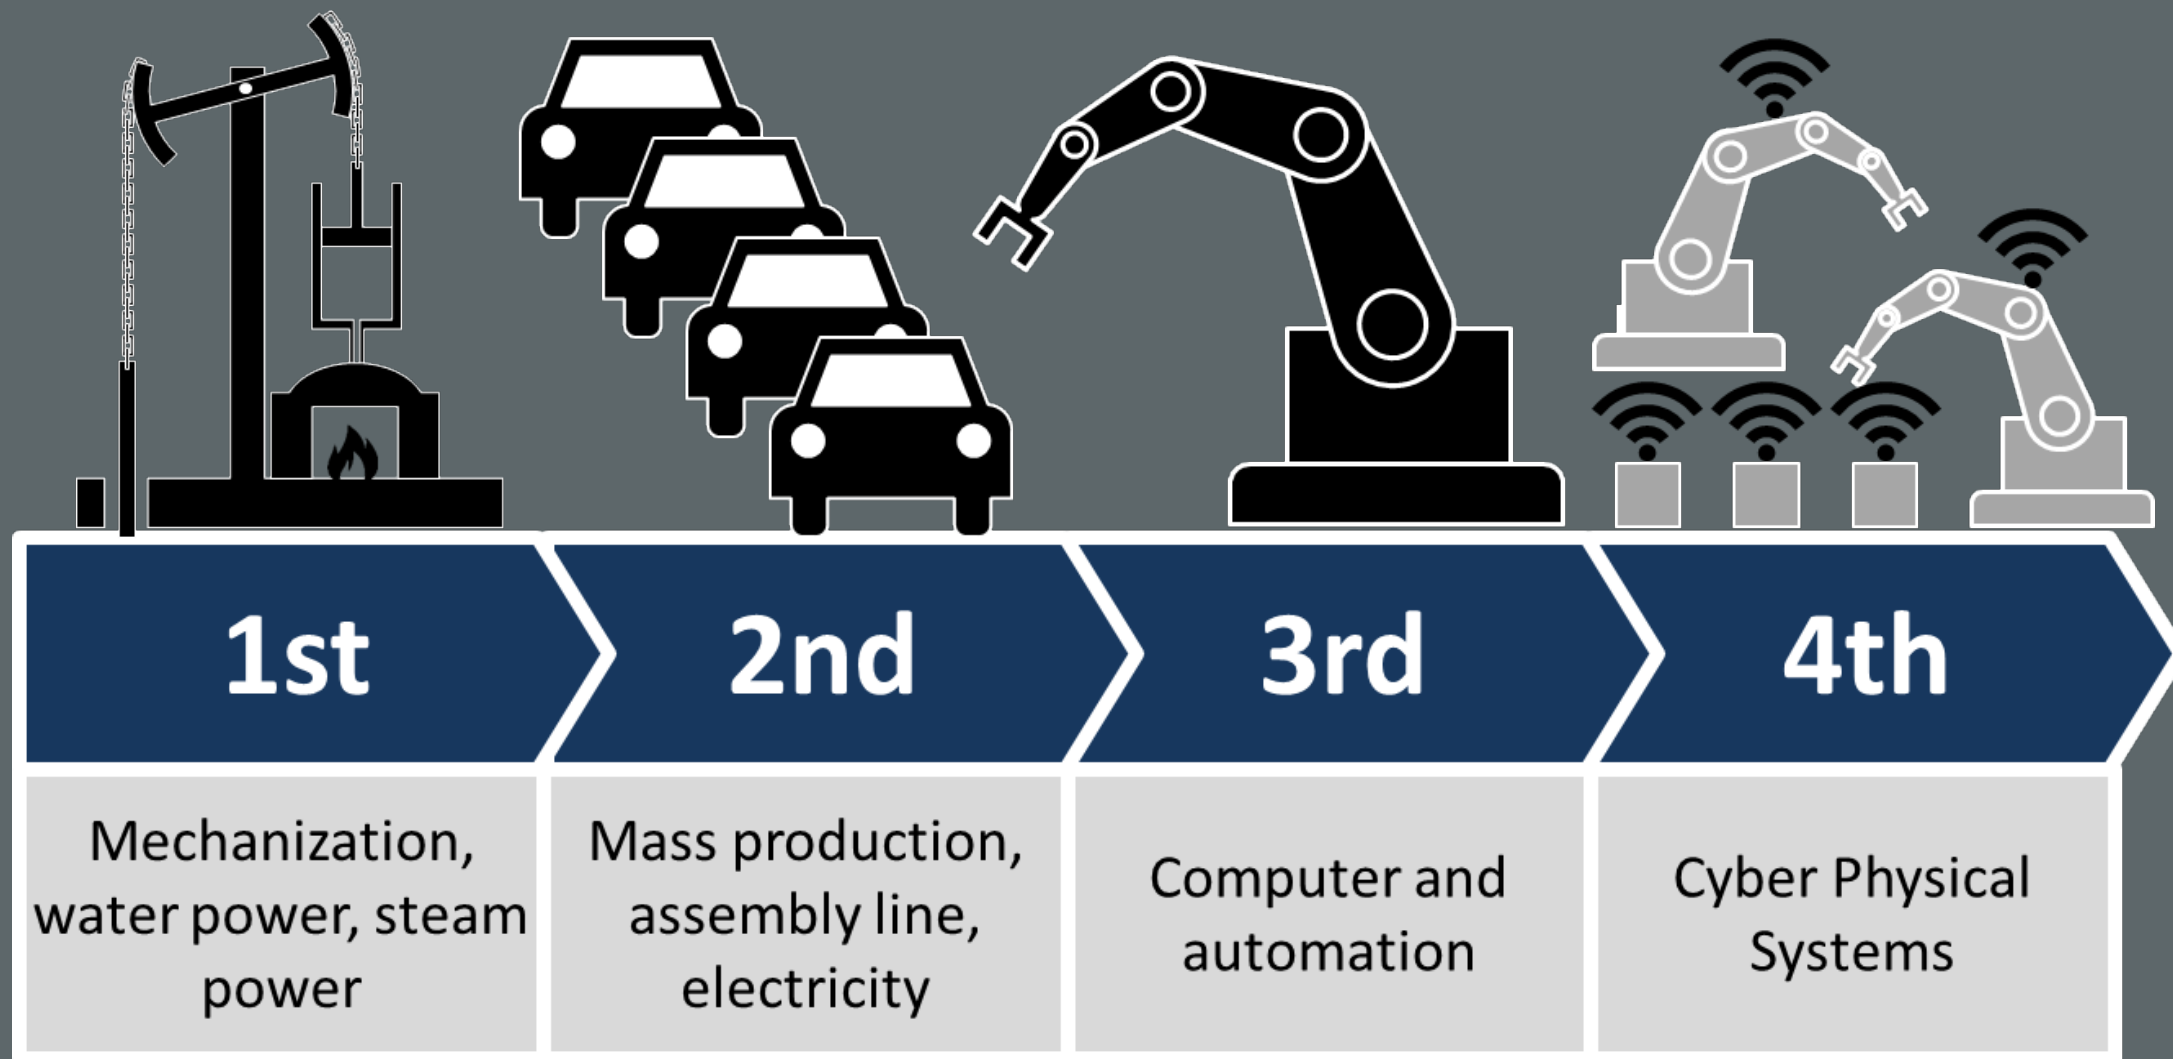 1st
2nd
3rd
4th
Mechanization,
water power, steam
power
Mass production,
assembly line,
electricity
Computer and
automation
Cyber Physical
Systems